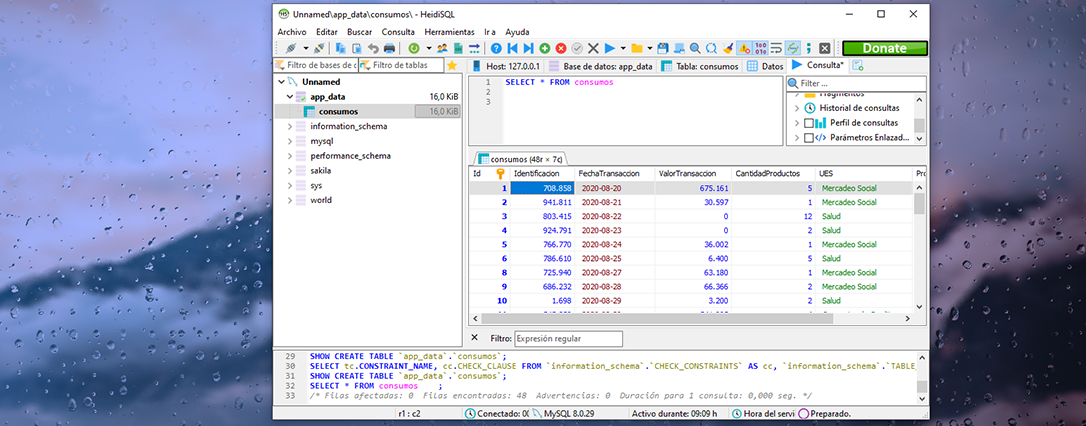 Unnamed\app_data\consumos\ - HeidiSQL
Archivo Editar Buscar Consulta Herramientas Ir a Ayuda
Donate
Filtro de bases de c Filtro de tablas
Host: 127.0.0.1 Base de datos: app_data Tabla: consumos Datos Consulta*
Unnamed
app_data 16,0 KiB
consumos 16,0 KiB
information_schema
mysql
performance_schema
sakila
sys
world
1 SELECT * FROM consumos
2
3
Filter ...
Fragmentos
Historial de consultas
Perfil de consultas
Parámetros Enlazad...
consumos (48r × 7c)
Id Identificacion FechaTransaccion ValorTransaccion CantidadProductos UES Pro
1 708.858 2020-08-20 675.161 5 Mercadeo Social
2 941.811 2020-08-21 30.597 1 Mercadeo Social
3 803.415 2020-08-22 0 12 Salud
4 924.791 2020-08-23 0 2 Salud
5 766.770 2020-08-24 36.002 1 Mercadeo Social
6 786.610 2020-08-25 6.400 5 Salud
8 725.940 2020-08-27 63.180 1 Mercadeo Social
9 686.232 2020-08-28 66.366 2 Mercadeo Social
10 1.698 2020-08-29 3.200 2 Salud
Filtro: Expresión regular
29 SHOW CREATE TABLE `app_data`.`consumos`;
30 SELECT tc.CONSTRAINT_NAME, cc.CHECK_CLAUSE FROM `information_schema`.`CHECK_CONSTRAINTS` AS cc, `information_schema`.`TABLE_
31 SHOW CREATE TABLE `app_data`.`consumos`;
32 SELECT * FROM consumos ;
33 /* Filas afectadas: 0 Filas encontradas: 48 Advertencias: 0 Duración para 1 consulta: 0,000 seg. */
r1 : c2 Conectado: 00 MySQL 8.0.29 Activo durante: 09:09 h Hora del servi Preparado.